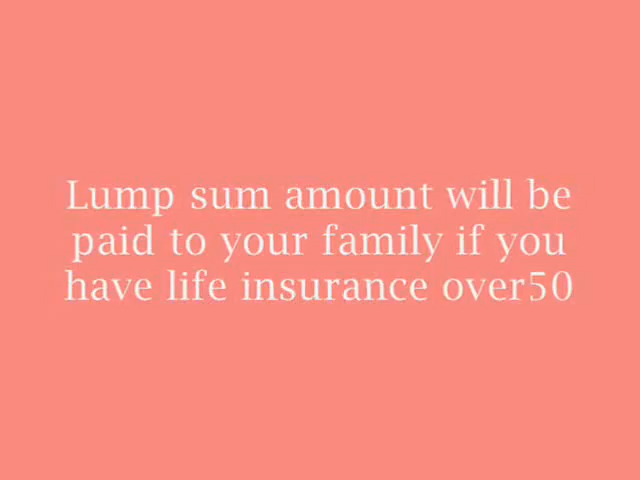 Lump sum amount will be
paid to your family if you
have life insurance over50